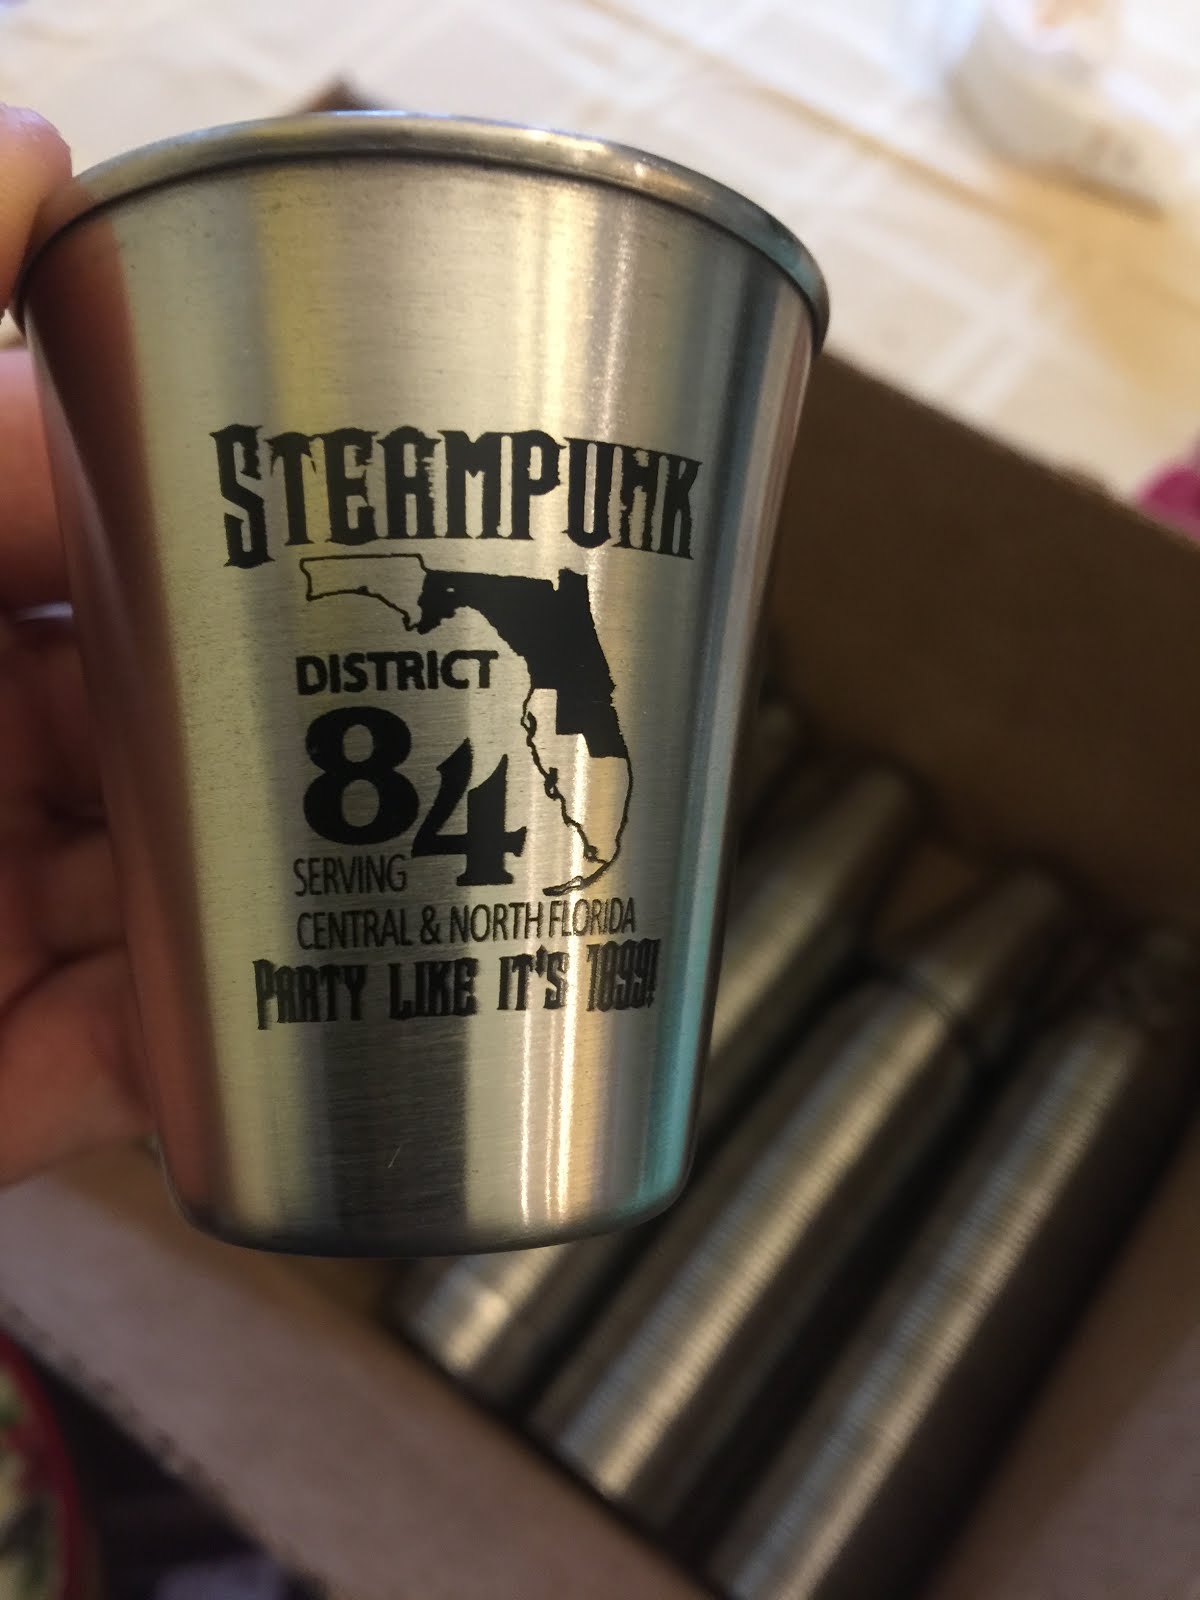 STEAMPUNK
DISTRICT
84
SERVING
CENTRAL & NORTH FLORIDA
PARTY LIKE IT'S 1899!